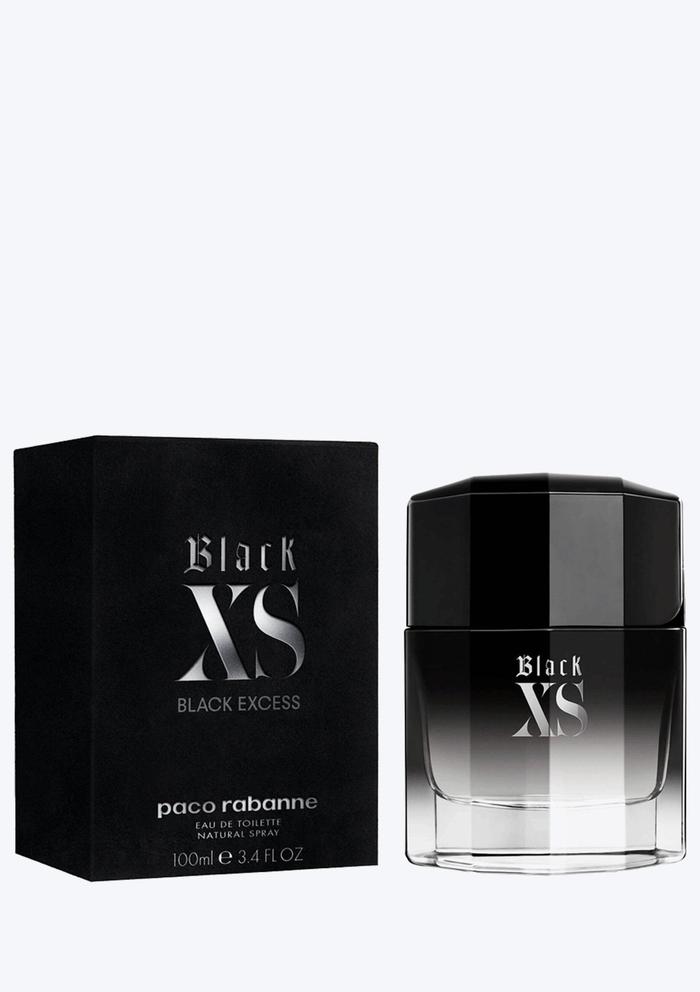 Black
XS
BLACK EXCESS
paco rabanne
EAU DE TOILETTE
NATURAL SPRAY
100ml ℮ 3.4 FL OZ
Black
XS